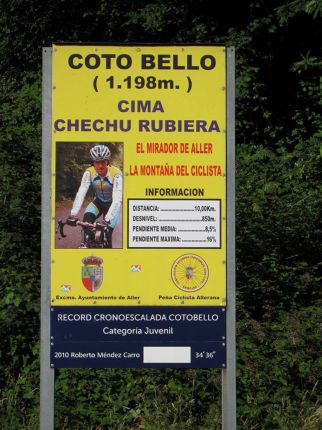 COTO BELLO
( 1.198m. )
CIMA
CHECHU RUBIERA
EL MIRADOR DE ALLER
LA MONTAÑA DEL CICLISTA
INFORMACION
DISTANCIA:....................10,00Km.
DESNIVEL:.......................850m.
PENDIENTE MEDIA:...............8,5%
PENDIENTE MAXIMA:..............16%
Excmo. Ayuntamiento de Aller
Peña Ciclista Allerana
RECORD CRONOESCALADA COTOBELLO
Categoría Juvenil
2010 Roberto Méndez Carro 34´36¨